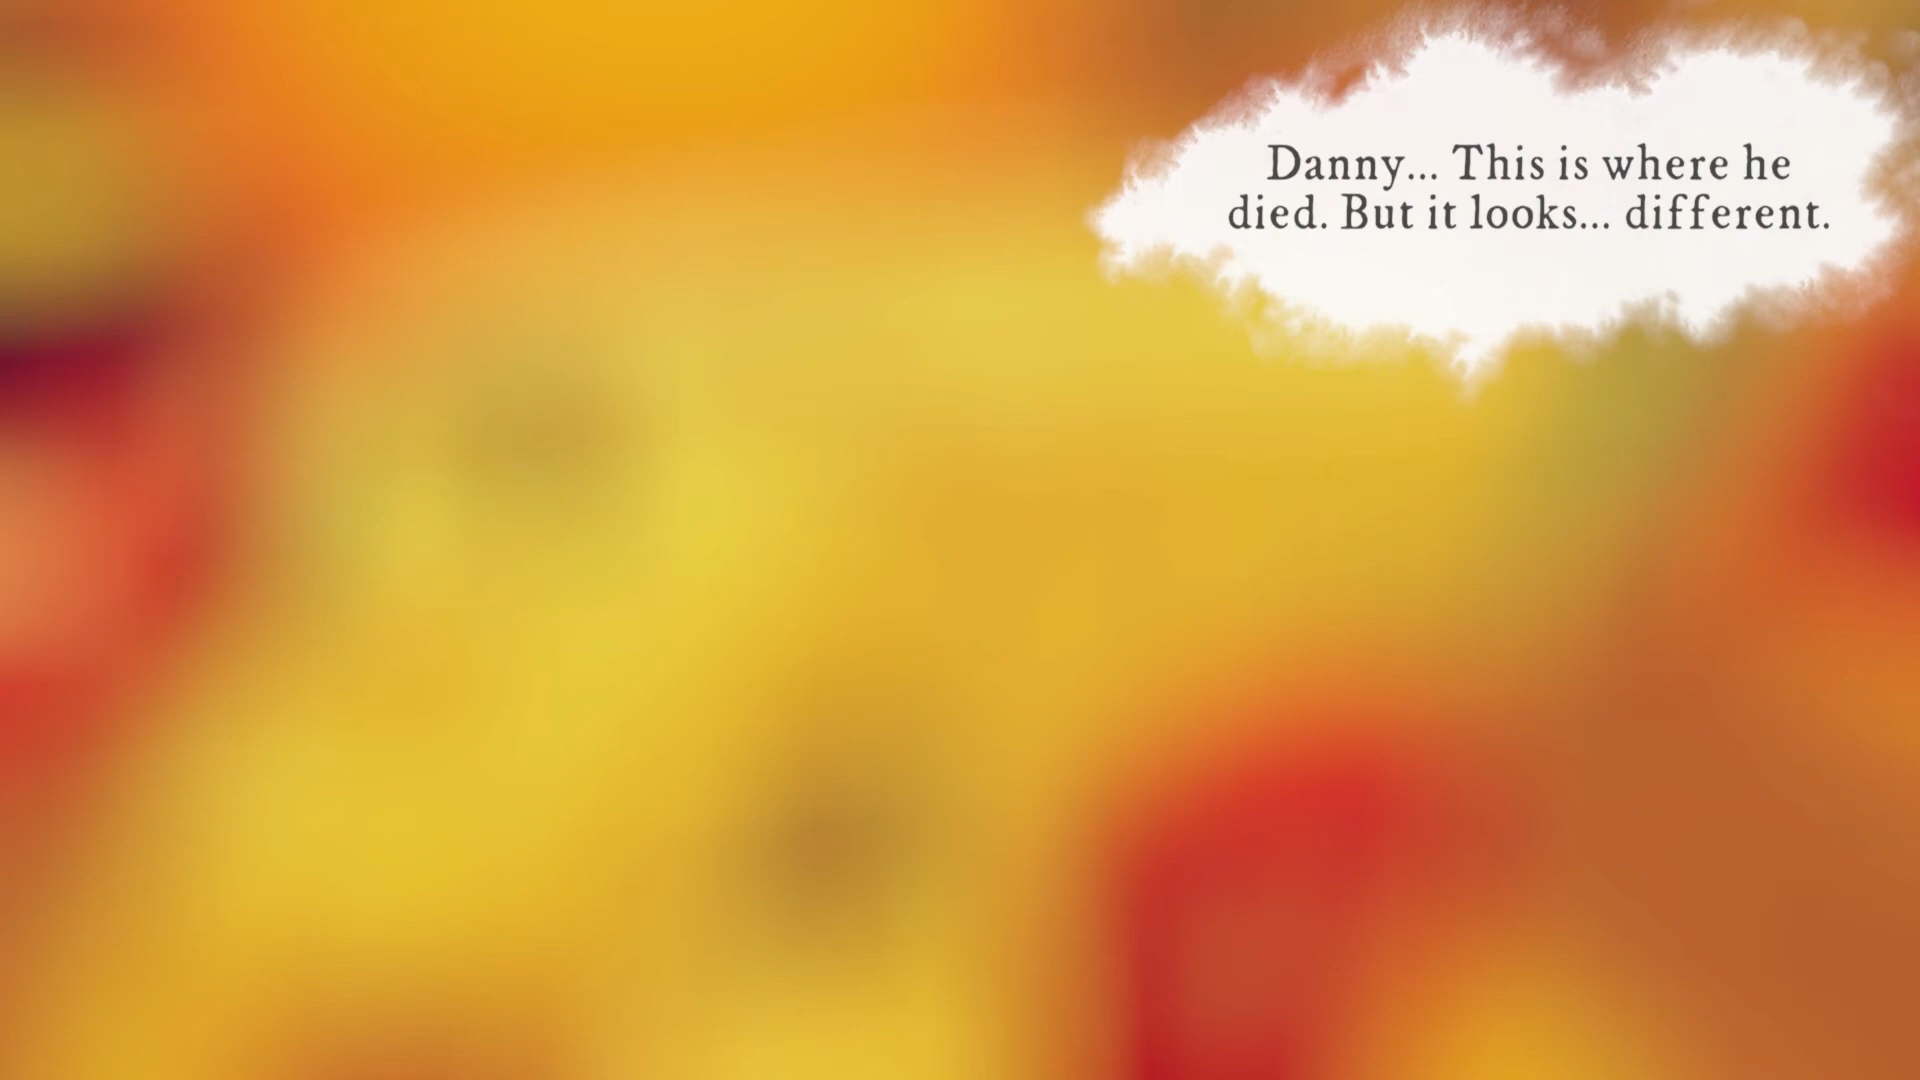 Danny... This is where he
died. But it looks... different.